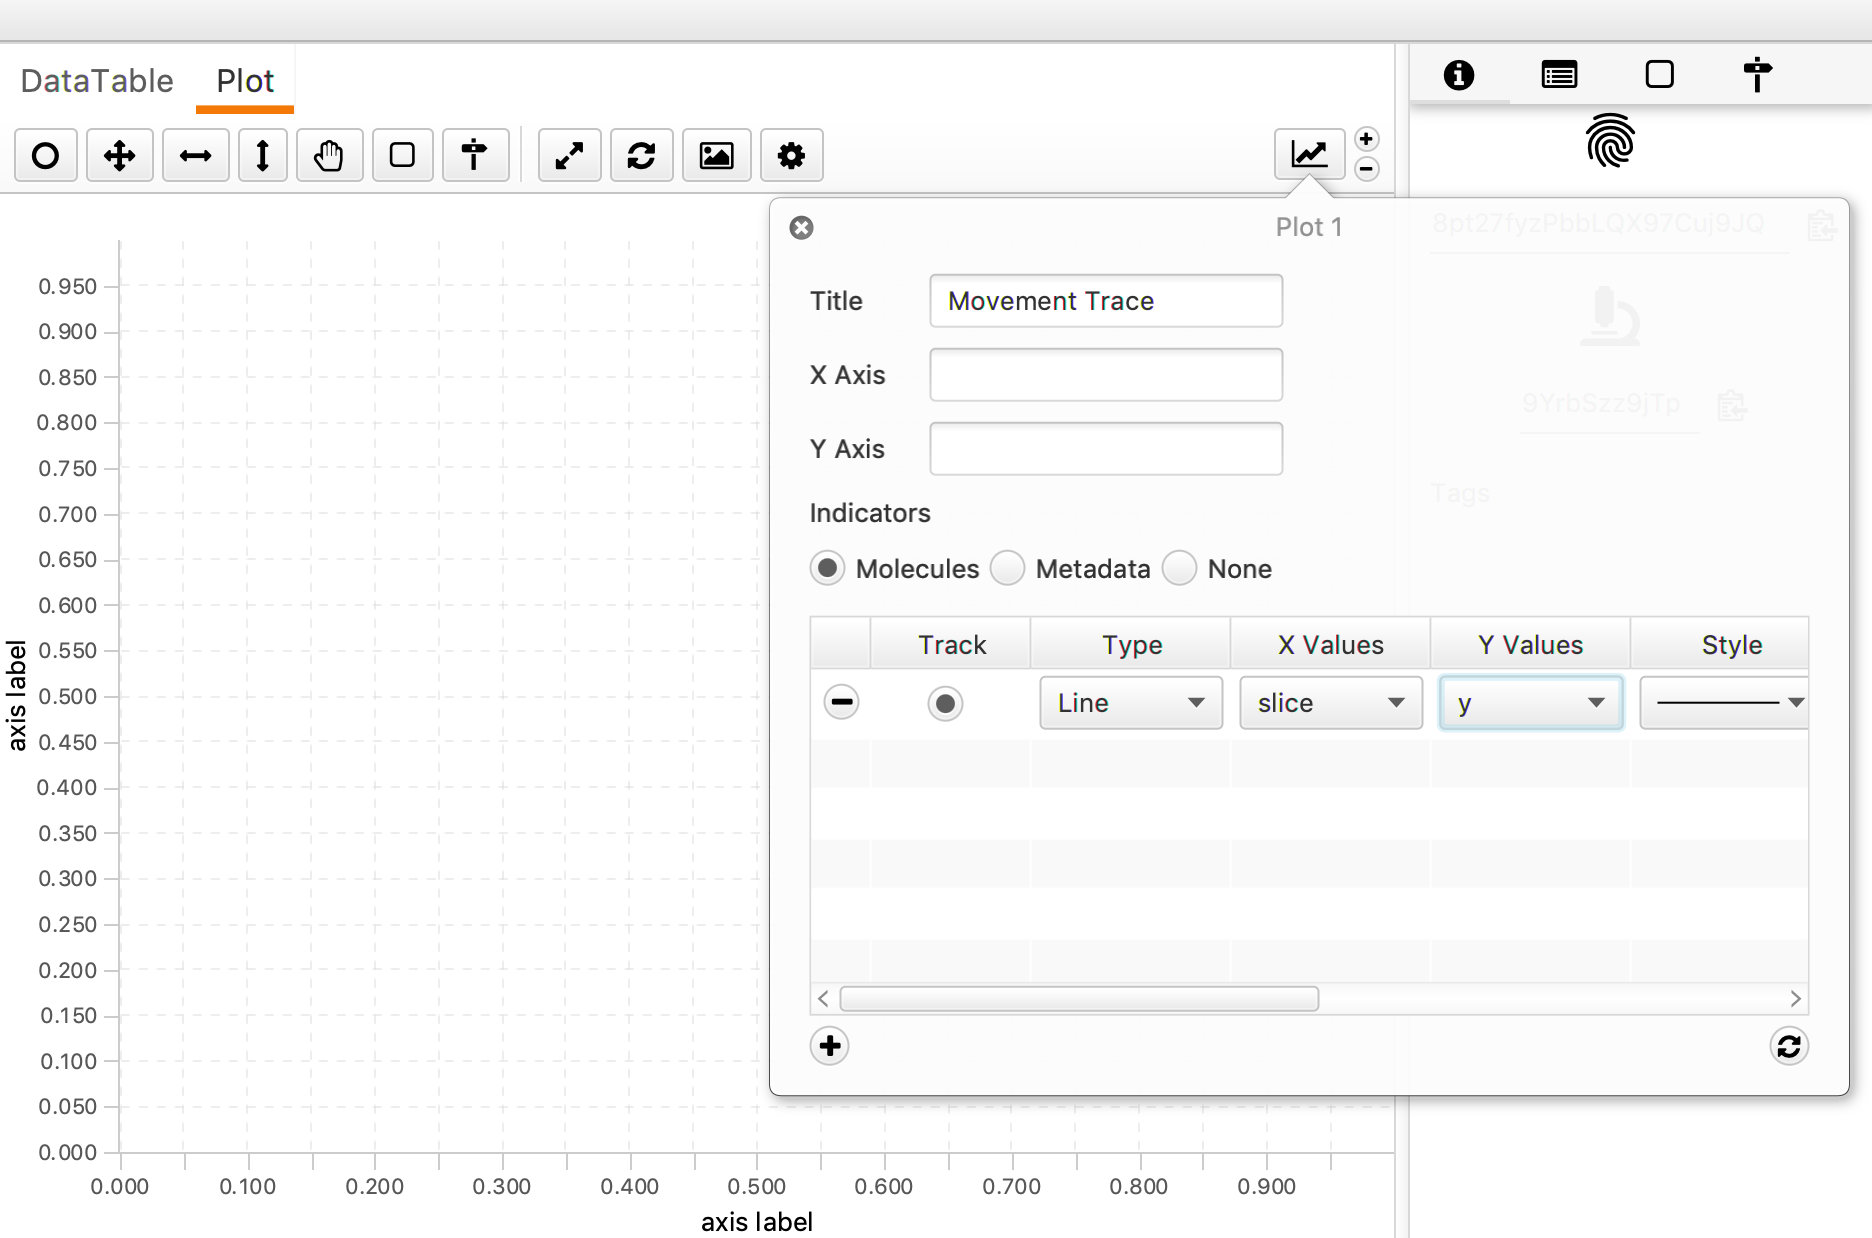 DataTable Plot
8pt27fyzPbbLQX97Cuj9JQ
Plot 1
Title Movement Trace
X Axis
Y Axis
9YrbSzz9jTp
Tags
Indicators
Molecules Metadata None
Track Type X Values Y Values Style
Line slice y
axis label
0.950
0.900
0.850
0.800
0.750
0.700
0.650
0.600
0.550
0.500
0.450
0.400
0.350
0.300
0.250
0.200
0.150
0.100
0.050
0.000
0.000 0.100 0.200 0.300 0.400 0.500 0.600 0.700 0.800 0.900
axis label